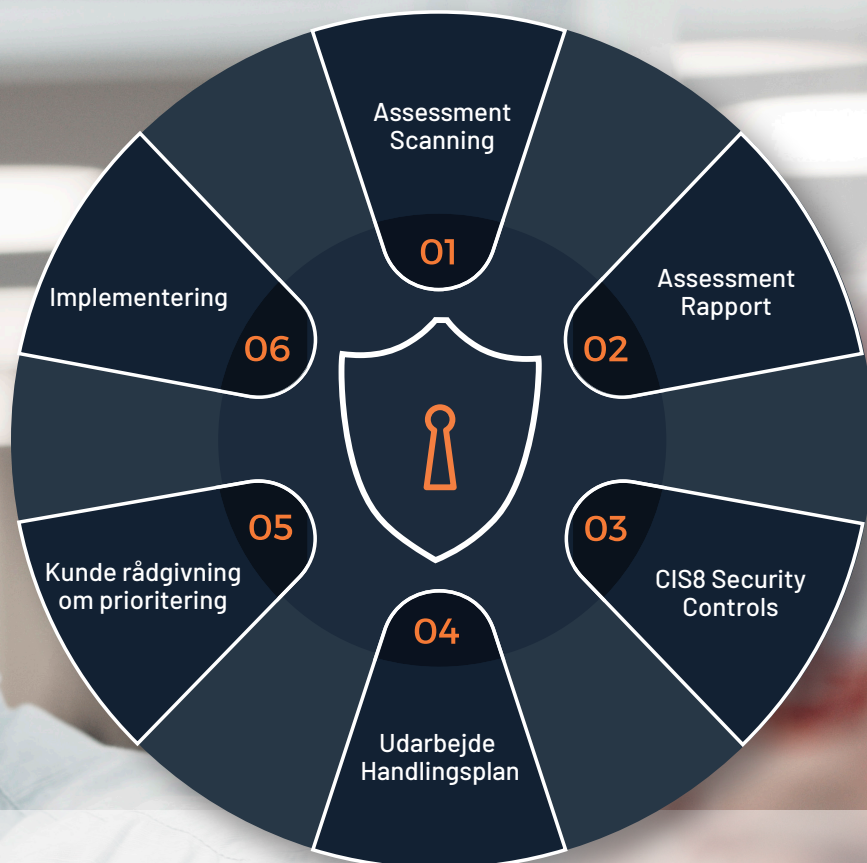 Assessment
Scanning
01
Assessment
Rapport
02
CIS8 Security
Controls
03
Udarbejde
Handlingsplan
04
Kunde rådgivning
om prioritering
05
Implementering
06